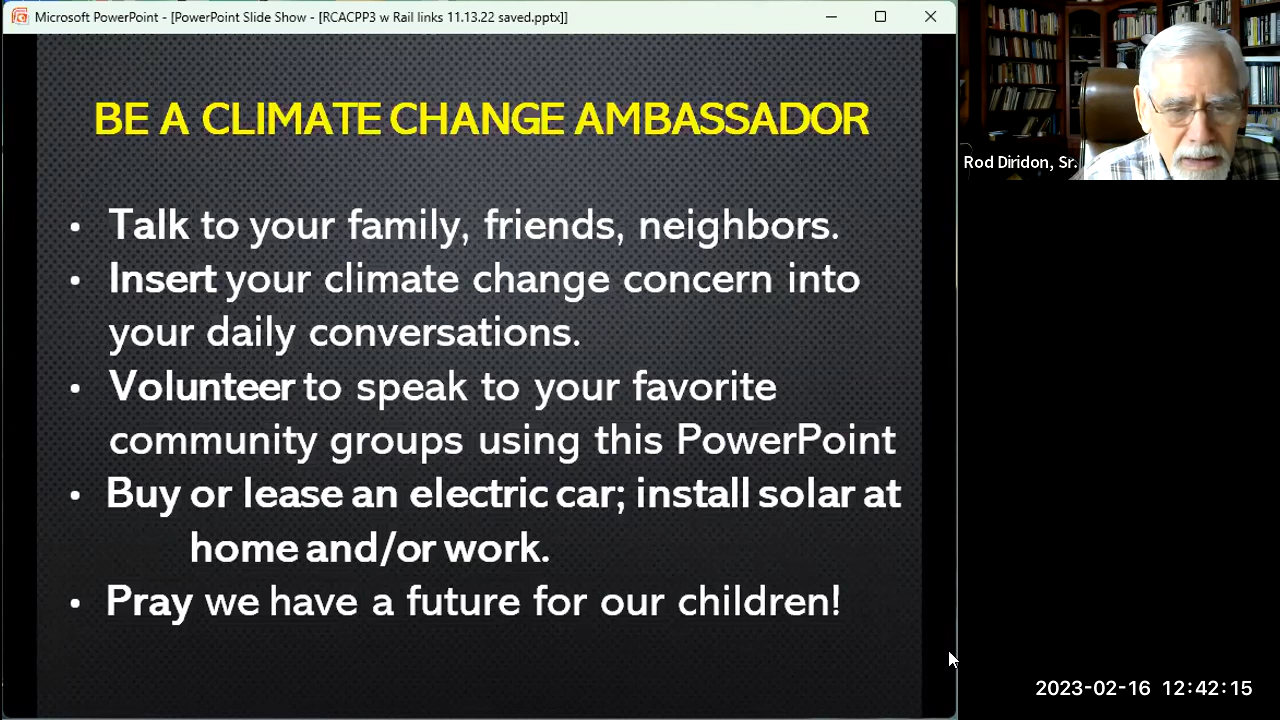 Microsoft PowerPoint - [PowerPoint Slide Show - [RCACPP3 w Rail links 11.13.22 saved.pptx]]
BE A CLIMATE CHANGE AMBASSADOR
• Talk to your family, friends, neighbors.
• Insert your climate change concern into
your daily conversations.
• Volunteer to speak to your favorite
community groups using this PowerPoint
• Buy or lease an electric car; install solar at
home and/or work.
• Pray we have a future for our children!
Rod Diridon, Sr.
2023-02-16 12:42:15